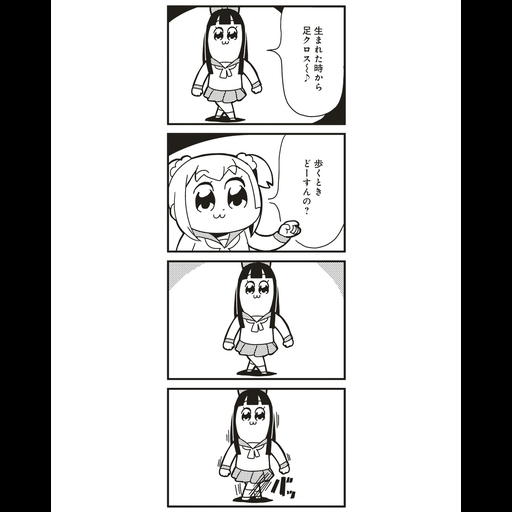 生まれた時から
足クロス〜♪
歩くとき
どーすんの?
バッ